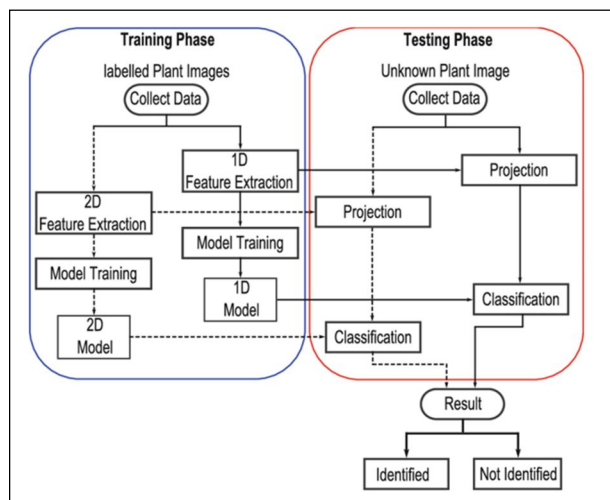 Training Phase
labelled Plant Images
Collect Data
1D
Feature Extraction
2D
Feature Extraction
Model Training
Model Training
1D
Model
2D
Model
Testing Phase
Unknown Plant Image
Collect Data
Projection
Projection
Classification
Classification
Result
Identified
Not Identified